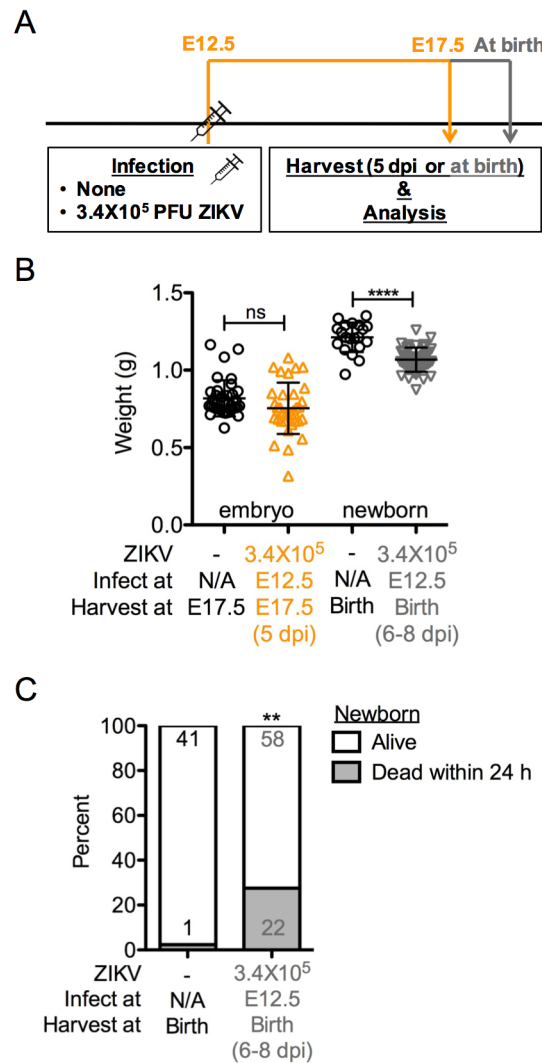 A
E12.5 E17.5 At birth
Infection
• None
• 3.4X10⁵ PFU ZIKV
Harvest (5 dpi or at birth)
&
Analysis
B
Weight (g)
1.5
1.0
0.5
0.0
ns
****
embryo newborn
ZIKV - 3.4X10⁵ - 3.4X10⁵
Infect at N/A E12.5 N/A E12.5
Harvest at E17.5 E17.5 Birth Birth
(5 dpi) (6-8 dpi)
C
Percent
100
80
60
40
20
0
**
41 58
1 22
Newborn
Alive
Dead within 24 h
ZIKV - 3.4X10⁵
Infect at N/A E12.5
Harvest at Birth Birth
(6-8 dpi)